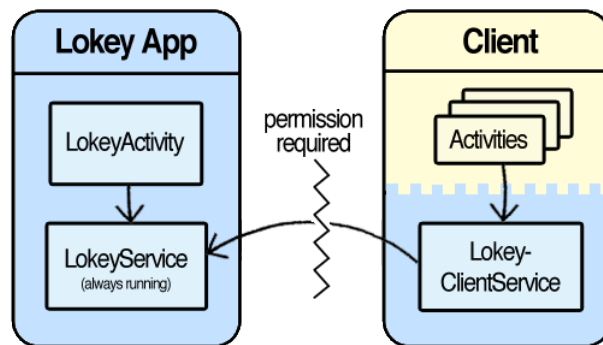 Lokey App
LokeyActivity
LokeyService
(always running)
permission
required
Client
Activities
Lokey-
ClientService